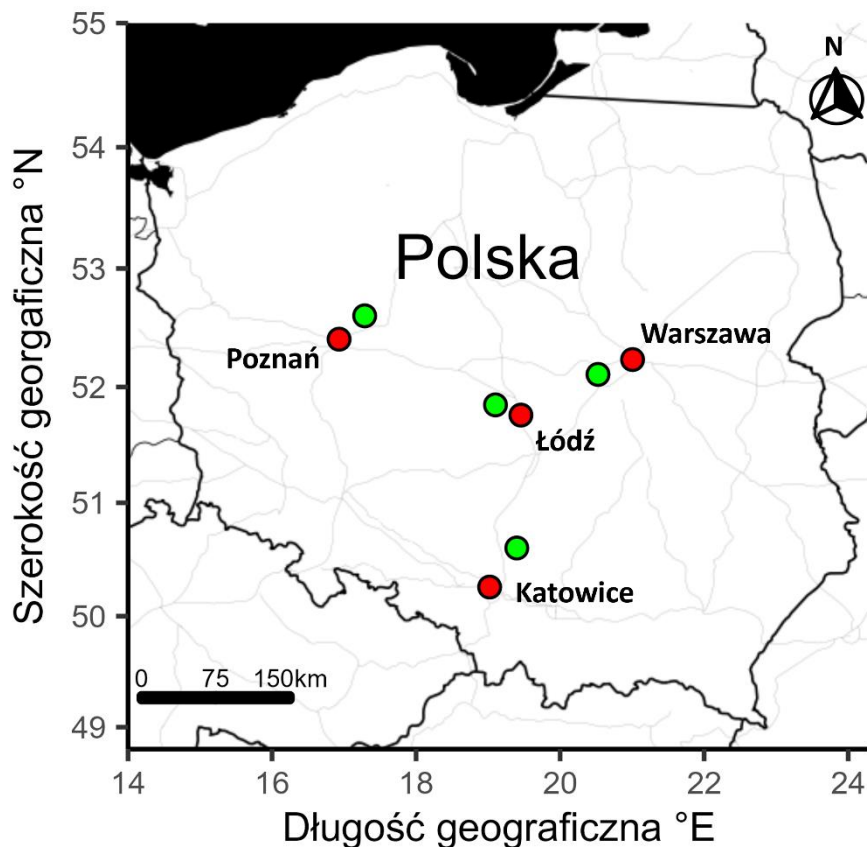 Szerokość georgaficzna °N
55
54
53
52
51
50
49
N
Polska
Warszawa
Poznań
Łódź
Katowice
0 75 150km
14 16 18 20 22 24
Długość geograficzna °E